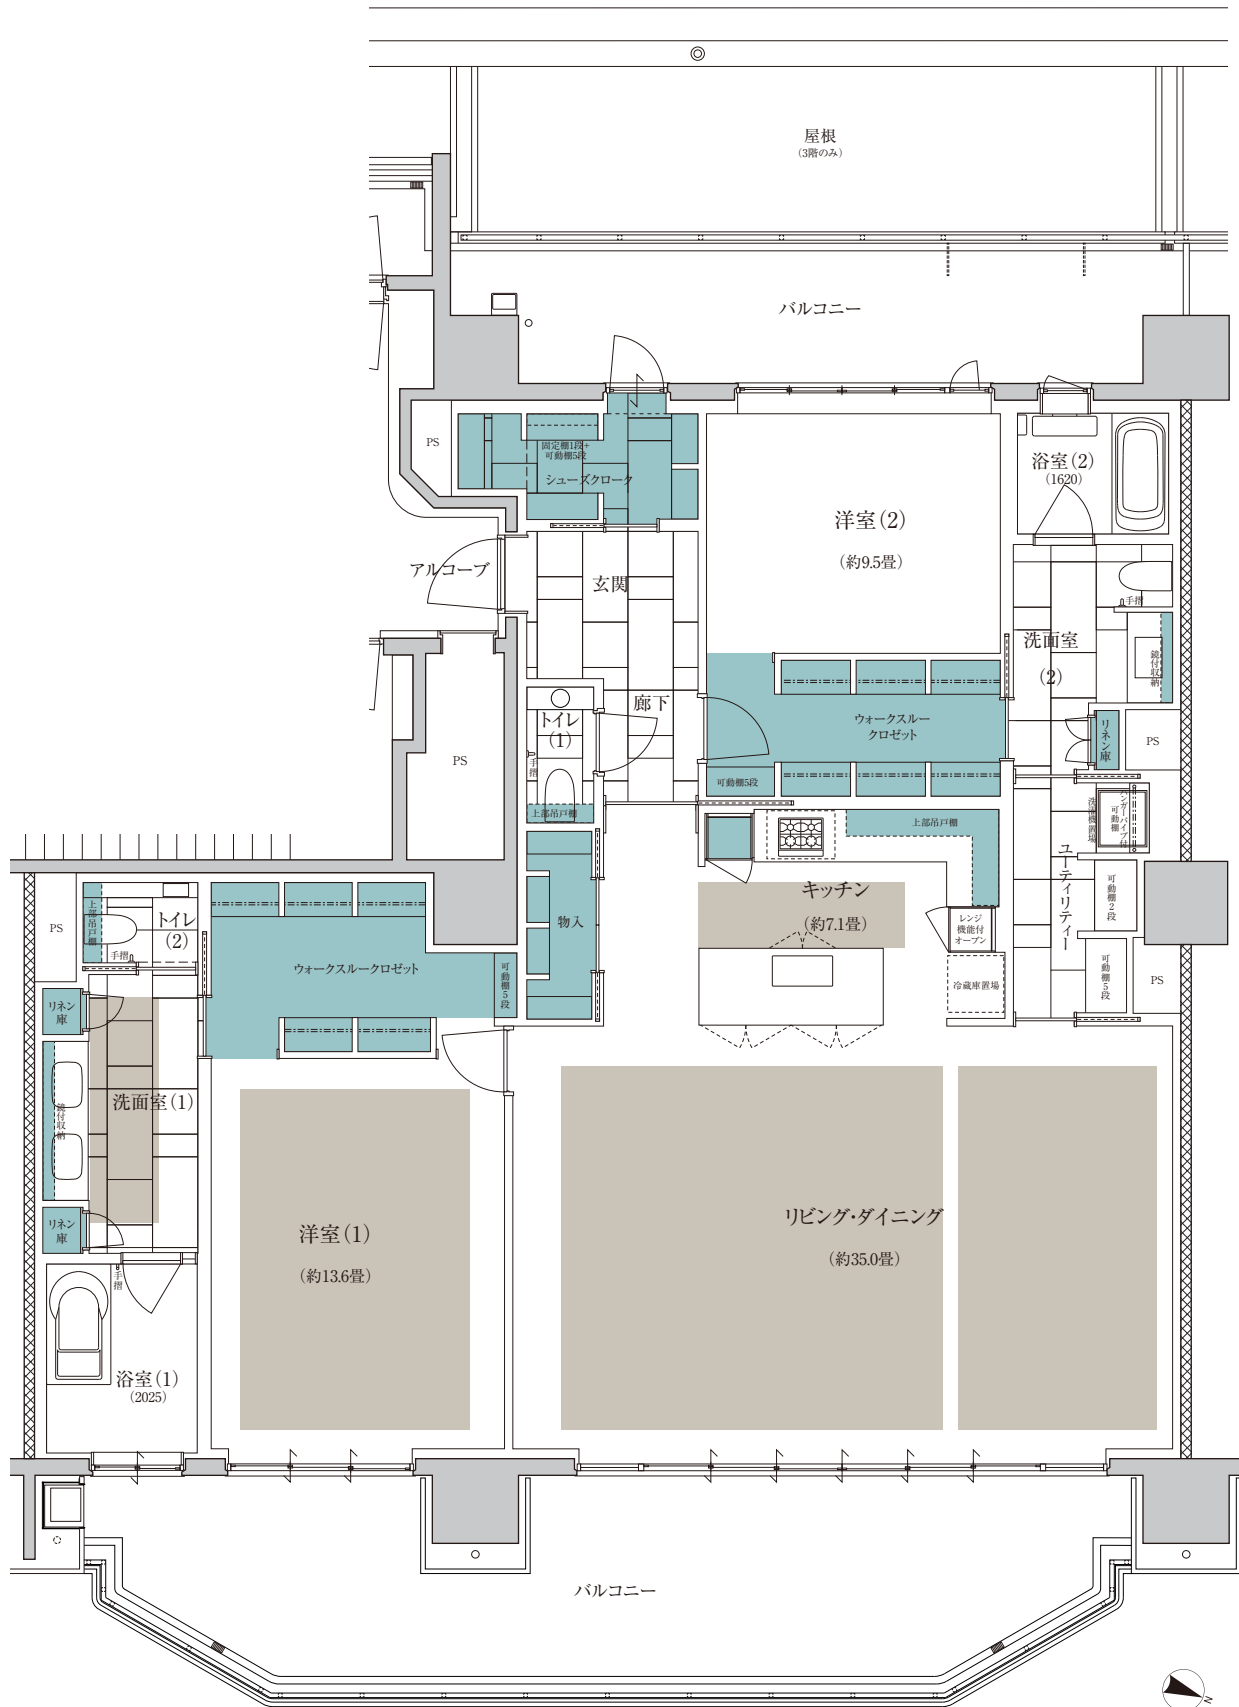 屋根
(3階のみ)
バルコニー
PS
固定棚1段+
可動棚5段
シューズクローク
浴室(2)
(1620)
洋室(2)
(約9.5畳)
アルコーブ
玄関
手摺
洗面室
(2)
鏡付収納
廊下
トイレ
(1)
手摺
ウォークスルー
クロゼット
リネン庫
PS
PS
可動棚5段
上部吊戸棚
上部吊戸棚
洗濯機置場
ハンガーパイプ付
可動棚
ユーティリティー
可動棚2段
キッチン
(約7.1畳)
レンジ
機能付
オーブン
物入
PS
上部吊戸棚
トイレ
(2)
手摺
ウォークスルークロゼット
可動棚5段
冷蔵庫置場
可動棚5段
PS
リネン
庫
洗面室(1)
鏡付収納
リネン
庫
洋室(1)
(約13.6畳)
リビング・ダイニング
(約35.0畳)
手摺
浴室(1)
(2025)
バルコニー
N